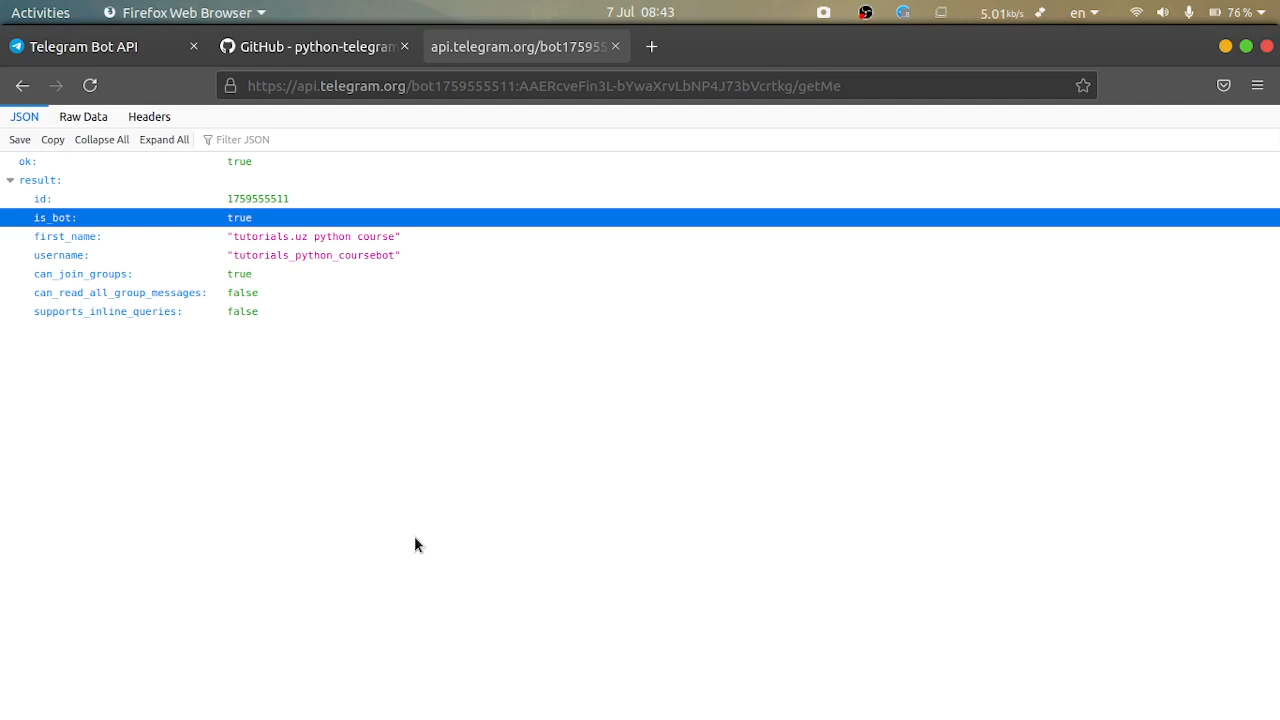 Activities Firefox Web Browser 7 Jul 08:43 5.01kb/s en 76%
Telegram Bot API GitHub - python-telegram api.telegram.org/bot175955
https://api.telegram.org/bot1759555511:AAERcveFin3L-bYwaXrvLbNP4J73bVcrtkg/getMe
JSON Raw Data Headers
Save Copy Collapse All Expand All Filter JSON
ok: true
result:
id: 1759555511
is_bot: true
first_name: "tutorials.uz python course"
username: "tutorials_python_coursebot"
can_join_groups: true
can_read_all_group_messages: false
supports_inline_queries: false